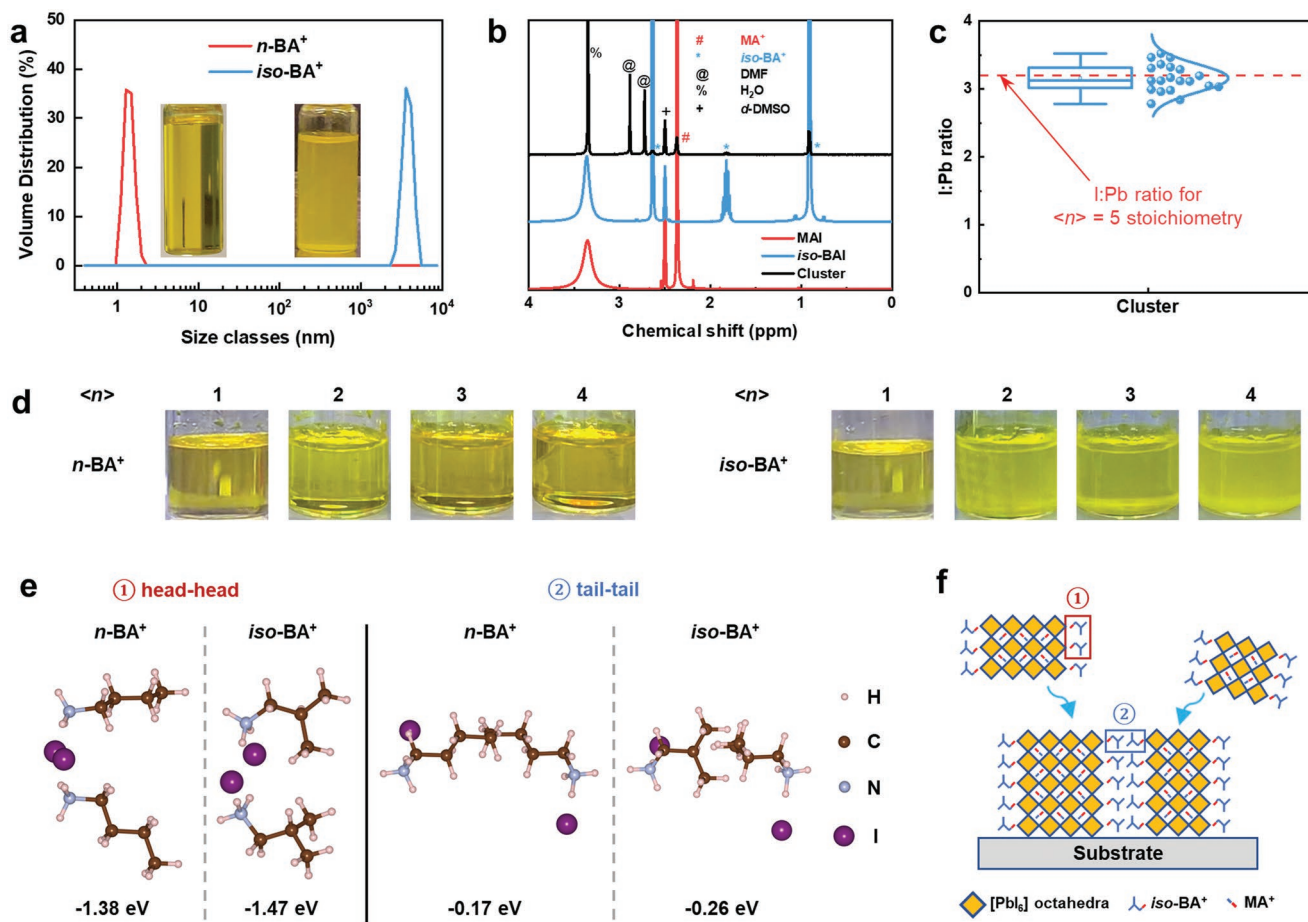 a
Volume Distribution (%)
50
40
30
20
10
0
n-BA⁺
iso-BA⁺
1
10
10²
10³
10⁴
Size classes (nm)
b
%
@
@
+
#
*
*
*
# MA⁺
* iso-BA⁺
@ DMF
% H₂O
+ d-DMSO
MAI
iso-BAI
Cluster
4
3
2
1
0
Chemical shift (ppm)
c
I:Pb ratio
4
3
2
1
0
I:Pb ratio for
<n> = 5 stoichiometry
Cluster
d
<n> 1 2 3 4
n-BA⁺
<n> 1 2 3 4
iso-BA⁺
e
① head-head
② tail-tail
n-BA⁺
iso-BA⁺
n-BA⁺
iso-BA⁺
H
C
N
I
-1.38 eV
-1.47 eV
-0.17 eV
-0.26 eV
f
①
②
Substrate
[PbI₆] octahedra
iso-BA⁺
MA⁺